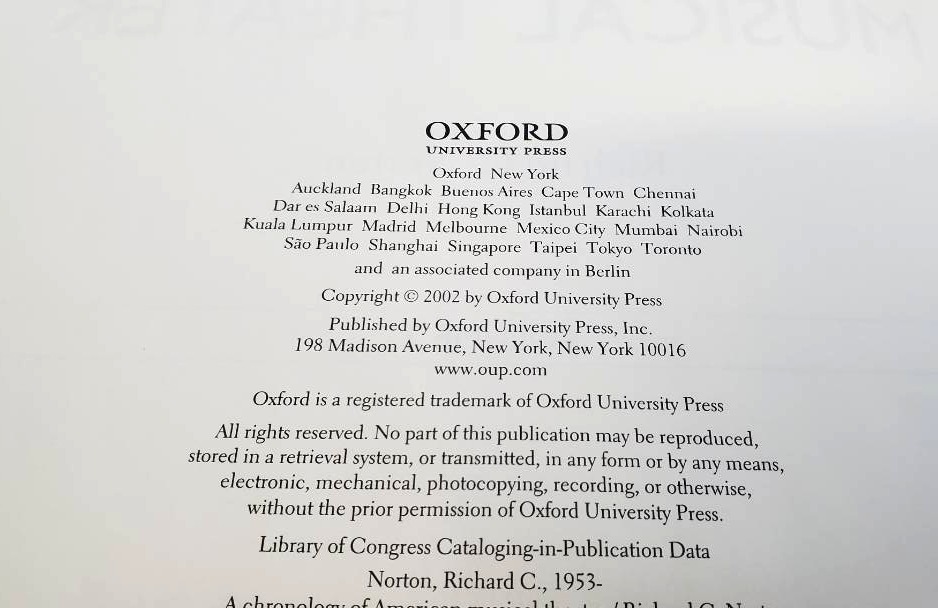 OXFORD
UNIVERSITY PRESS
Oxford New York
Auckland Bangkok Buenos Aires Cape Town Chennai
Dar es Salaam Delhi Hong Kong Istanbul Karachi Kolkata
Kuala Lumpur Madrid Melbourne Mexico City Mumbai Nairobi
São Paulo Shanghai Singapore Taipei Tokyo Toronto
and an associated company in Berlin
Copyright © 2002 by Oxford University Press
Published by Oxford University Press, Inc.
198 Madison Avenue, New York, New York 10016
www.oup.com
Oxford is a registered trademark of Oxford University Press
All rights reserved. No part of this publication may be reproduced,
stored in a retrieval system, or transmitted, in any form or by any means,
electronic, mechanical, photocopying, recording, or otherwise,
without the prior permission of Oxford University Press.
Library of Congress Cataloging-in-Publication Data
Norton, Richard C., 1953-
A chronology of American musical theater / Richard C.